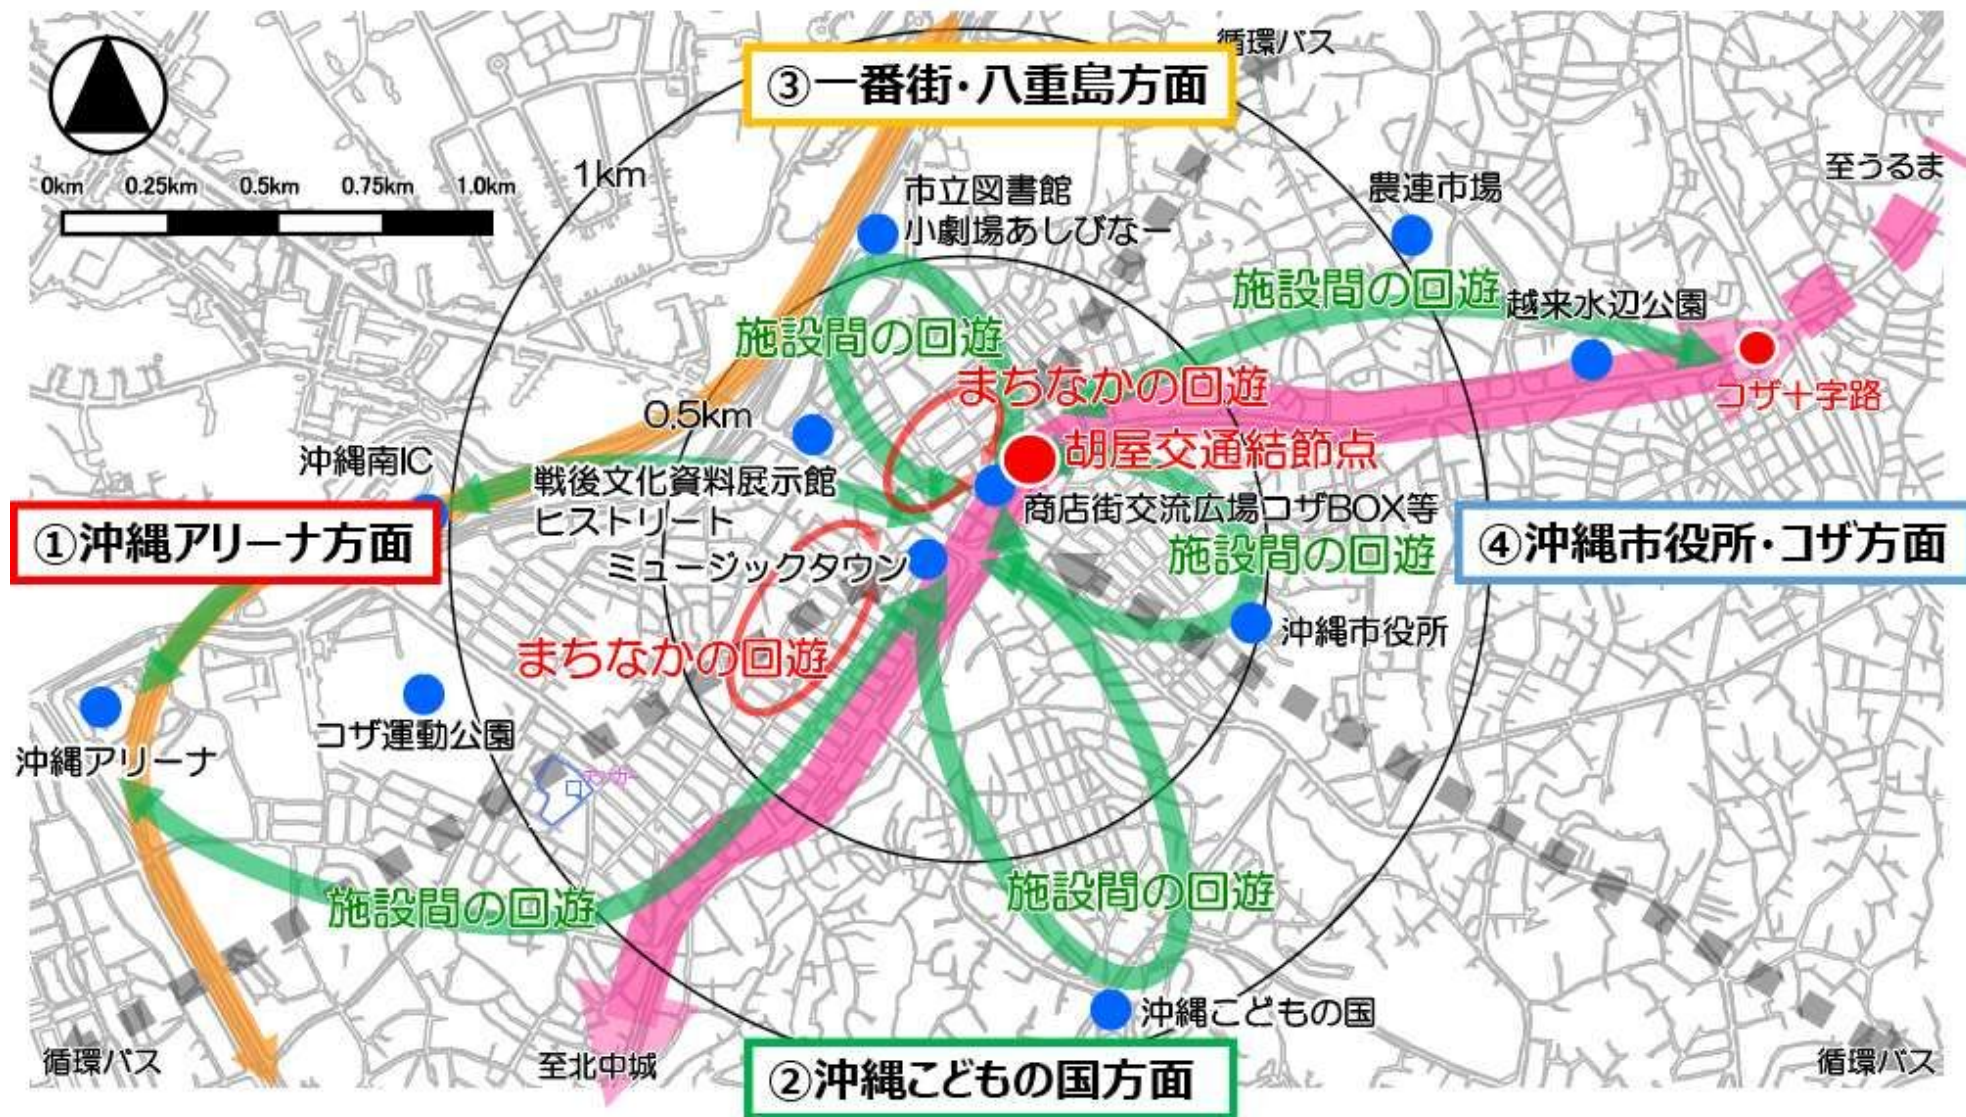 循環バス
③一番街・八重島方面
至うるま
0km 0.25km 0.5km 0.75km 1.0km
1km
市立図書館
小劇場あしびなー
農連市場
施設間の回遊
越来水辺公園
施設間の回遊
まちなかの回遊
コザ十字路
0.5km
胡屋交通結節点
沖縄南IC
戦後文化資料展示館
ヒストリート
商店街交流広場コザBOX等
①沖縄アリーナ方面
施設間の回遊
④沖縄市役所・コザ方面
ミュージックタウン
沖縄市役所
まちなかの回遊
コザ運動公園
沖縄アリーナ
施設間の回遊
施設間の回遊
沖縄こどもの国
循環バス
至北中城
②沖縄こどもの国方面
循環バス